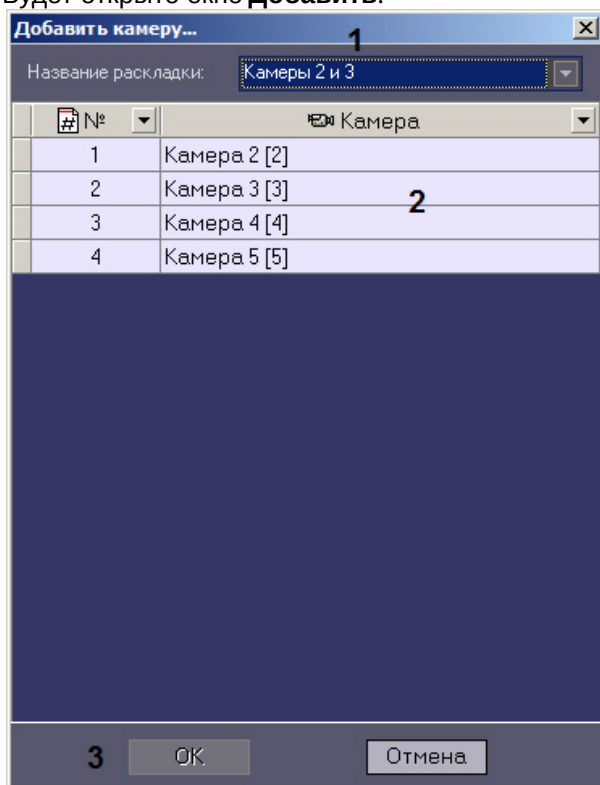 Будет открыто окно Добавить.
Добавить камеру...
1
Название раскладки: Камеры 2 и 3
№ Камера
1 Камера 2 [2]
2 Камера 3 [3]
2
3 Камера 4 [4]
4 Камера 5 [5]
3 OK Отмена